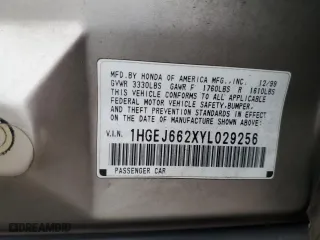 MFD. BY HONDA OF AMERICA MFG.,INC. 12/99
GVWR 3330LBS GAWR F 1760LBS R 1610LBS
THIS VEHICLE CONFORMS TO ALL APPLICABLE
FEDERAL MOTOR VEHICLE SAFETY,BUMPER,
AND THEFT PREVENTION STANDARDS IN EFFECT
ON THE DATE OF MANUFACTURE SHOWN ABOVE.
V.I.N. 1HGEJ662XYL029256
PASSENGER CAR
DREAMBID